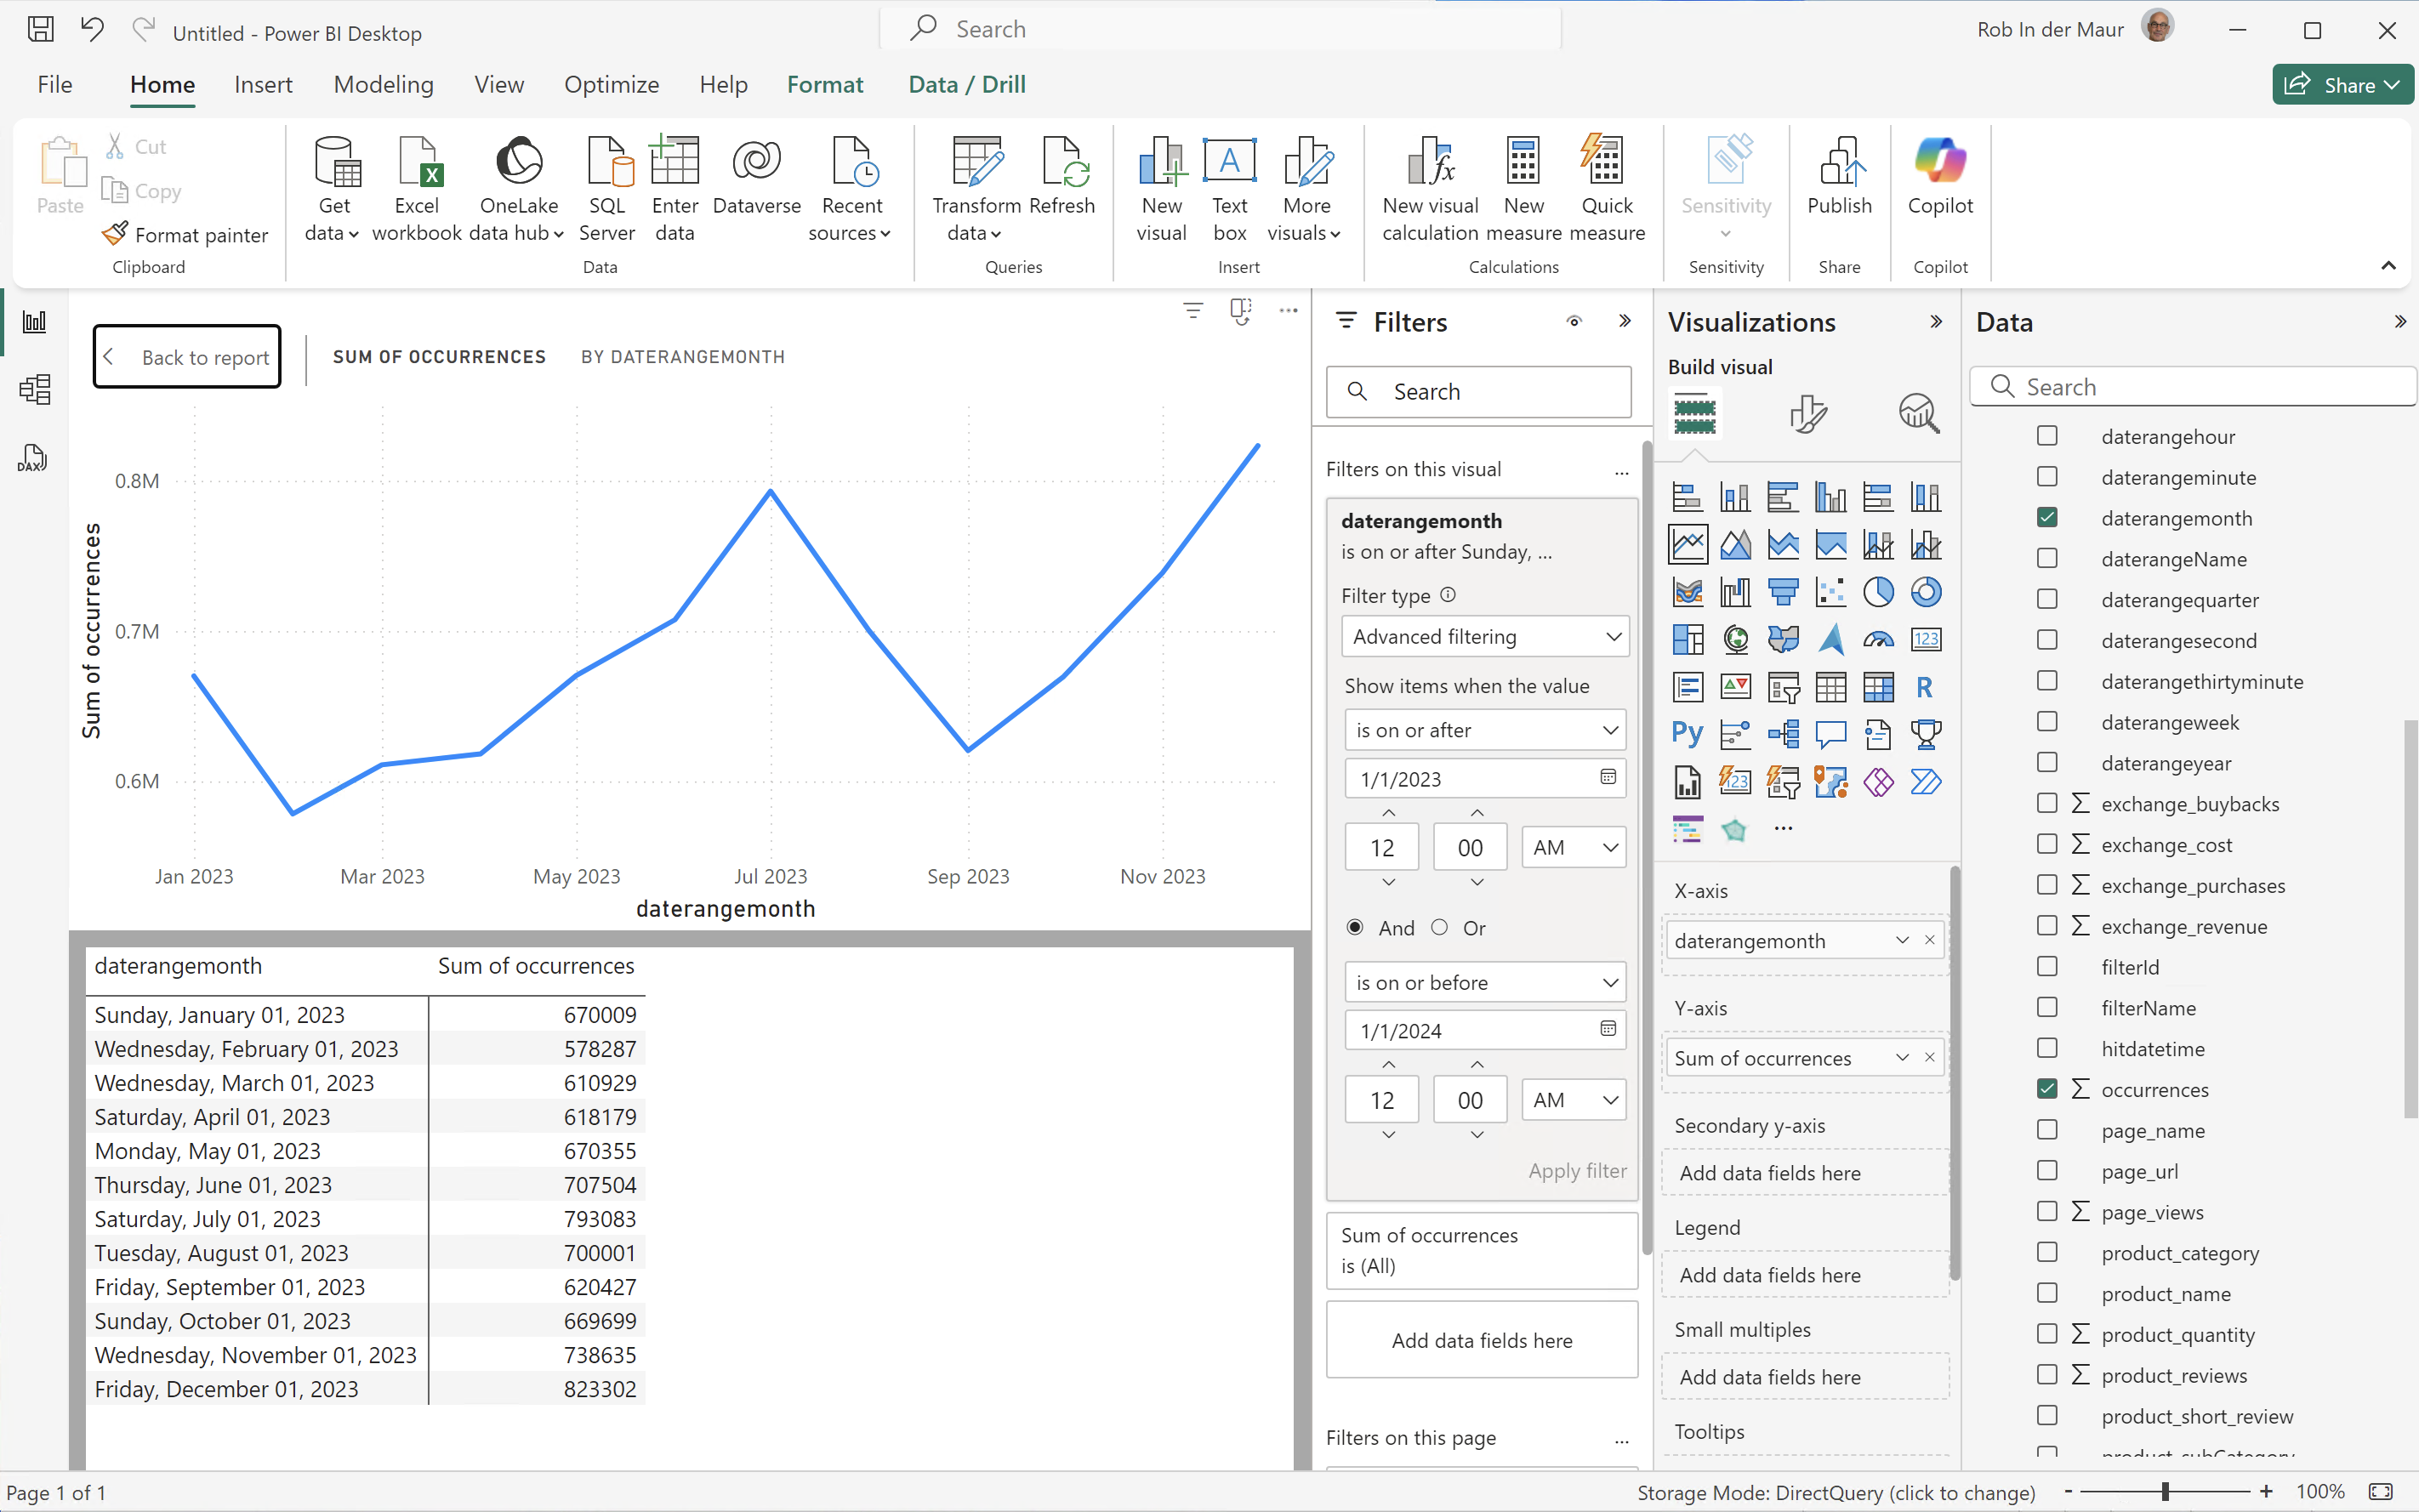 Untitled - Power BI Desktop
Search
Rob In der Maur
File Home Insert Modeling View Optimize Help Format Data / Drill
Share
Paste
Cut
Copy
Format painter
Clipboard
Get data
Excel workbook
OneLake data hub
SQL Server
Enter data
Dataverse
Recent sources
Data
Transform data
Refresh
Queries
New visual
Text box
More visuals
Insert
New visual calculation
New measure
Quick measure
Calculations
Sensitivity
Sensitivity
Publish
Share
Copilot
Copilot
DAX
Back to report
SUM OF OCCURRENCES BY DATERANGEMONTH
Sum of occurrences
0.8M
0.7M
0.6M
Jan 2023 Mar 2023 May 2023 Jul 2023 Sep 2023 Nov 2023
daterangemonth
daterangemonth Sum of occurrences
Sunday, January 01, 2023 670009
Wednesday, February 01, 2023 578287
Wednesday, March 01, 2023 610929
Saturday, April 01, 2023 618179
Monday, May 01, 2023 670355
Thursday, June 01, 2023 707504
Saturday, July 01, 2023 793083
Tuesday, August 01, 2023 700001
Friday, September 01, 2023 620427
Sunday, October 01, 2023 669699
Wednesday, November 01, 2023 738635
Friday, December 01, 2023 823302
Filters
Search
Filters on this visual ...
daterangemonth
is on or after Sunday, ...
Filter type
Advanced filtering
Show items when the value
is on or after
1/1/2023
12 00 AM
And Or
is on or before
1/1/2024
12 00 AM
Apply filter
Sum of occurrences
is (All)
Add data fields here
Filters on this page ...
Visualizations
Build visual
123
R
Py
123
...
X-axis
daterangemonth
Y-axis
Sum of occurrences
Secondary y-axis
Add data fields here
Legend
Add data fields here
Small multiples
Add data fields here
Tooltips
Data
Search
daterangehour
daterangeminute
daterangemonth
daterangeName
daterangequarter
daterangesecond
daterangethirtyminute
daterangeweek
daterangeyear
Σ exchange_buybacks
Σ exchange_cost
Σ exchange_purchases
Σ exchange_revenue
filterId
filterName
hitdatetime
Σ occurrences
page_name
page_url
Σ page_views
product_category
product_name
Σ product_quantity
Σ product_reviews
product_short_review
product_subCategory
Page 1 of 1
Storage Mode: DirectQuery (click to change)
- + 100%